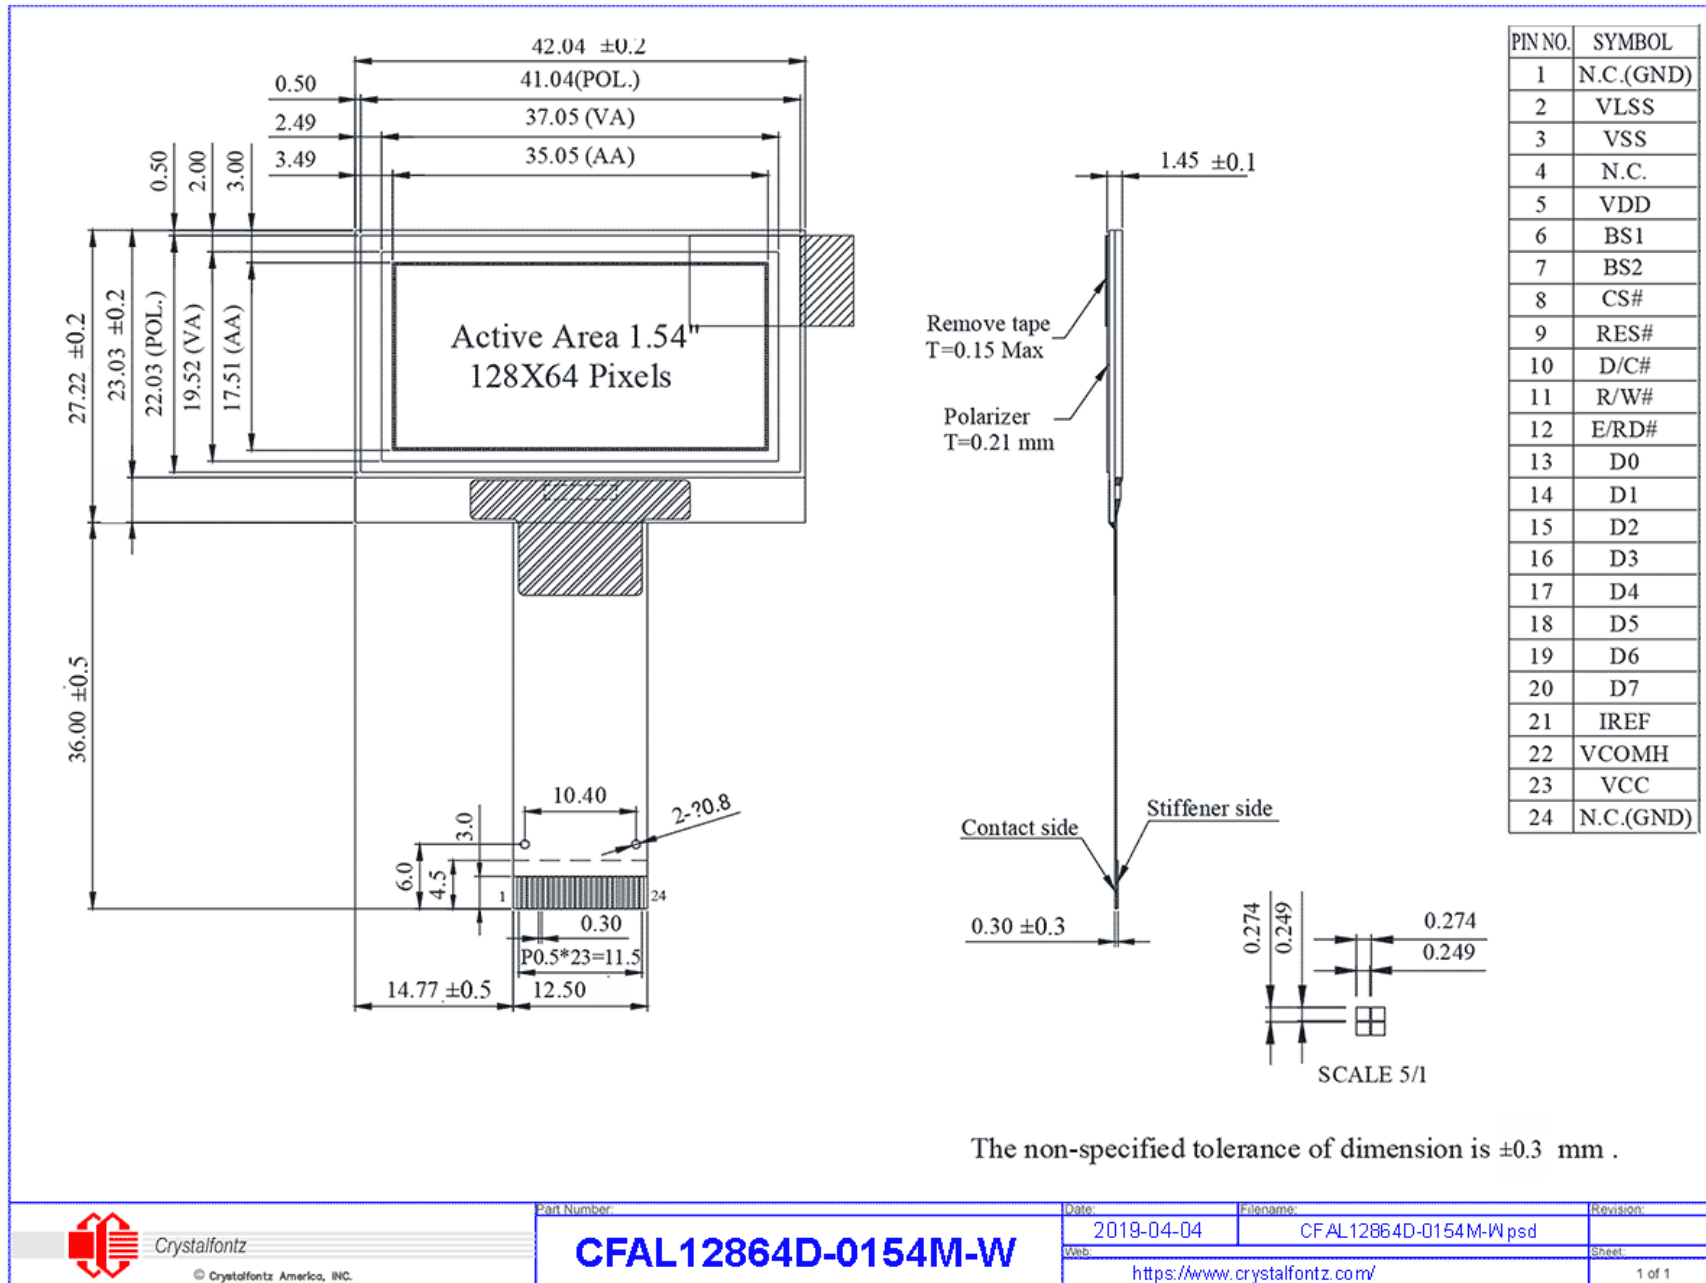 42.04 ±0.2
0.50
41.04(POL.)
2.49
37.05 (VA)
3.49
35.05 (AA)
0.50
2.00
3.00
27.22 ±0.2
23.03 ±0.2
22.03 (POL.)
19.52 (VA)
17.51 (AA)
Active Area 1.54"
128X64 Pixels
36.00 ±0.5
10.40
2-?0.8
3.0
6.0
4.5
1
24
0.30
P0.5*23=11.5
14.77 ±0.5
12.50
1.45 ±0.1
Remove tape
T=0.15 Max
Polarizer
T=0.21 mm
Stiffener side
Contact side
0.30 ±0.3
0.274
0.249
0.274
0.249
SCALE 5/1
PIN NO. SYMBOL
1 N.C.(GND)
2 VLSS
3 VSS
4 N.C.
5 VDD
6 BS1
7 BS2
8 CS#
9 RES#
10 D/C#
11 R/W#
12 E/RD#
13 D0
14 D1
15 D2
16 D3
17 D4
18 D5
19 D6
20 D7
21 IREF
22 VCOMH
23 VCC
24 N.C.(GND)
The non-specified tolerance of dimension is ±0.3 mm .
Crystalfontz
© Crystalfontz America, INC.
Part Number:
CFAL12864D-0154M-W
Date:
2019-04-04
Filename:
CFAL12864D-0154M-W.psd
Revision:
Web:
https://www.crystalfontz.com/
Sheet:
1 of 1